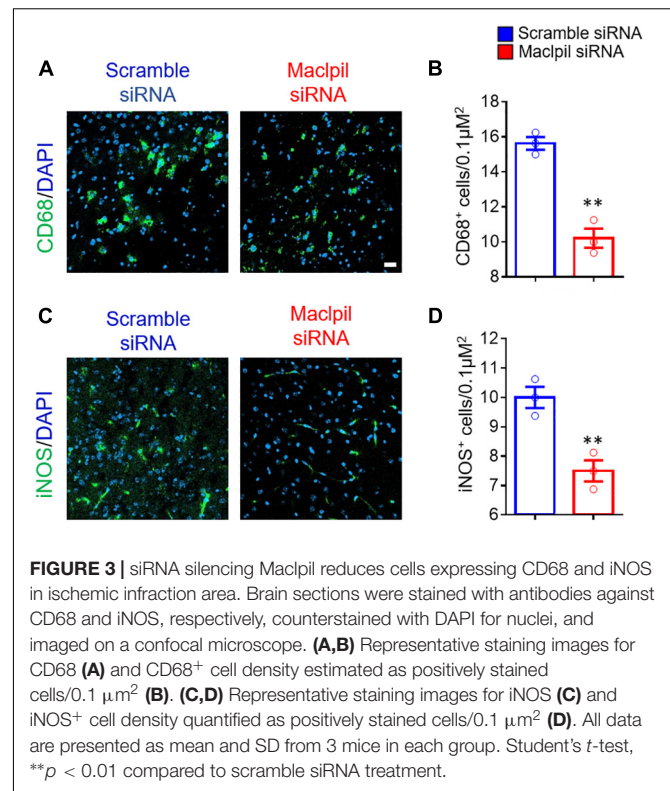 Scramble siRNA
Maclpil siRNA
A
Scramble
siRNA
Maclpil
siRNA
CD68/DAPI
B
CD68+ cells/0.1µM2
16
14
12
10
8
**
C
Scramble
siRNA
Maclpil
siRNA
iNOS/DAPI
D
iNOS+ cells/0.1µM2
12
11
10
9
8
7
6
**
FIGURE 3 | siRNA silencing Maclpil reduces cells expressing CD68 and iNOS
in ischemic infraction area. Brain sections were stained with antibodies against
CD68 and iNOS, respectively, counterstained with DAPI for nuclei, and
imaged on a confocal microscope. (A,B) Representative staining images for
CD68 (A) and CD68+ cell density estimated as positively stained
cells/0.1 μm2 (B). (C,D) Representative staining images for iNOS (C) and
iNOS+ cell density quantified as positively stained cells/0.1 μm2 (D). All data
are presented as mean and SD from 3 mice in each group. Student's t-test,
**p < 0.01 compared to scramble siRNA treatment.